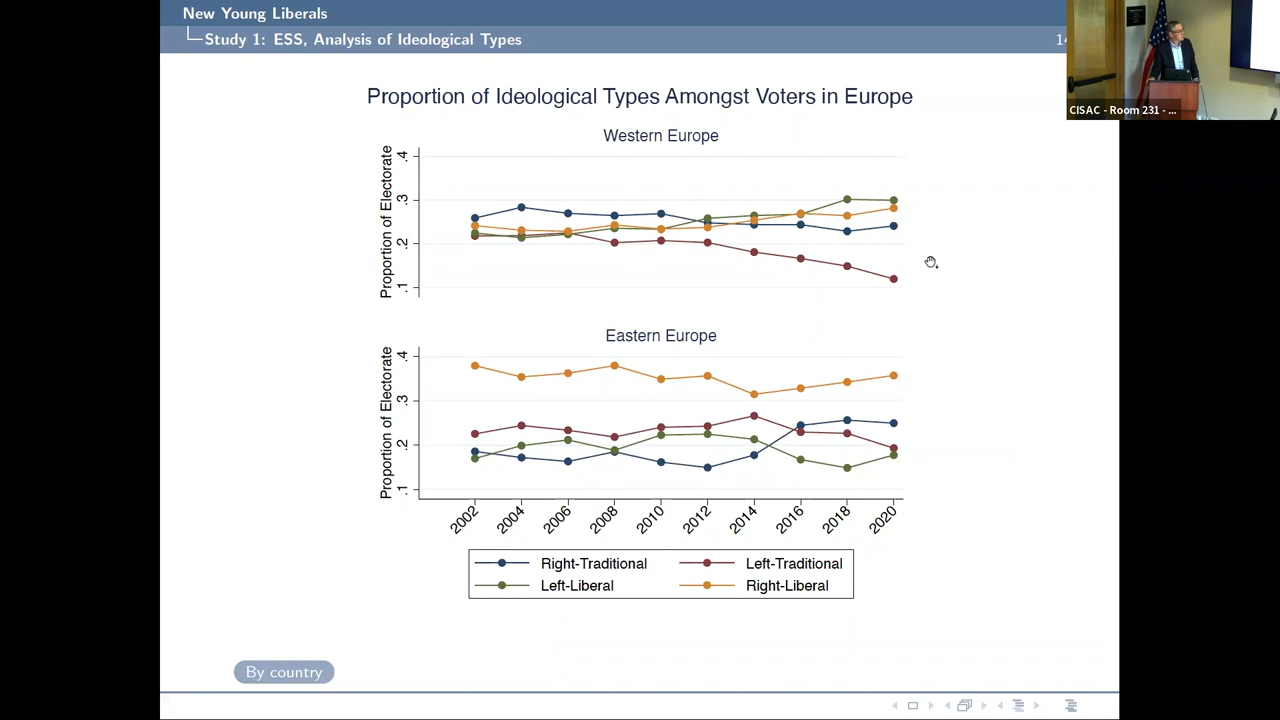 New Young Liberals
Study 1: ESS, Analysis of Ideological Types
CISAC - Room 231 - ...
Proportion of Ideological Types Amongst Voters in Europe
Western Europe
Proportion of Electorate
.4
.3
.2
.1
Eastern Europe
Proportion of Electorate
.4
.3
.2
.1
2002 2004 2006 2008 2010 2012 2014 2016 2018 2020
Right-Traditional Left-Traditional
Left-Liberal Right-Liberal
By country